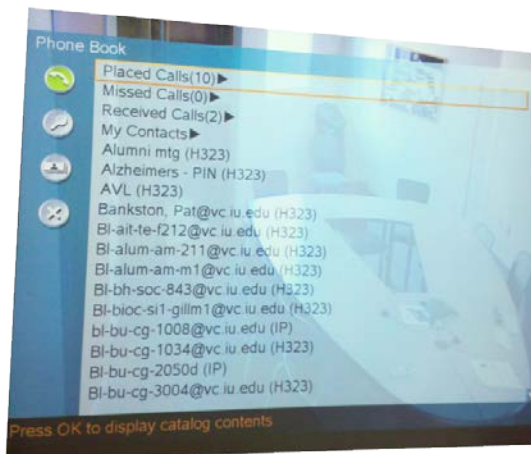 Phone Book
Placed Calls(10)▶
Missed Calls(0)▶
Received Calls(2)▶
My Contacts▶
Alumni mtg (H323)
Alzheimers - PIN (H323)
AVL (H323)
Bankston, Pat@vc.iu.edu (H323)
Bl-ait-te-f212@vc.iu.edu (H323)
Bl-alum-am-211@vc.iu.edu (H323)
Bl-alum-am-m1@vc.iu.edu (H323)
Bl-bh-soc-843@vc.iu.edu (H323)
Bl-bioc-si1-gillm1@vc.iu.edu (H323)
bl-bu-cg-1008@vc.iu.edu (IP)
Bl-bu-cg-1034@vc.iu.edu (H323)
Bl-bu-cg-2050d (IP)
Bl-bu-cg-3004@vc.iu.edu (H323)
Press OK to display catalog contents